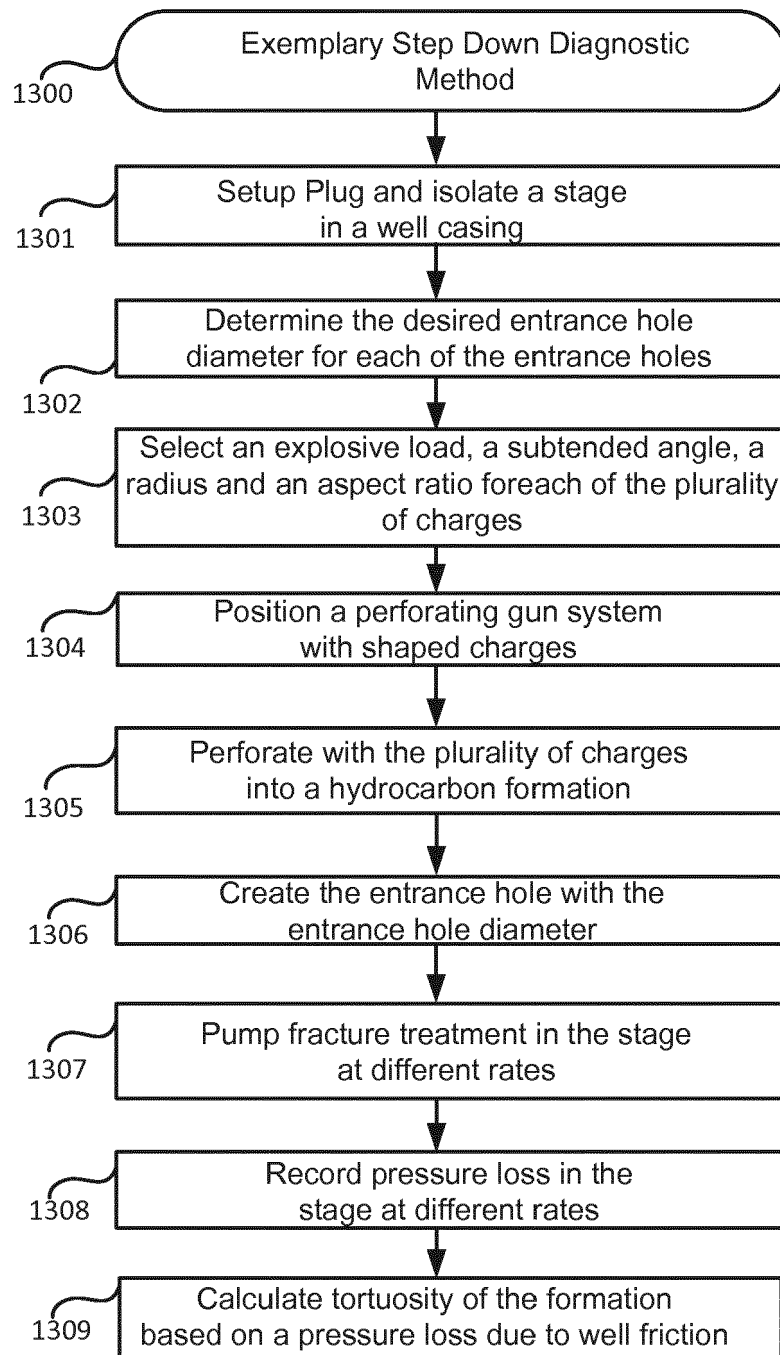 Exemplary Step Down Diagnostic
Method
1300
Setup Plug and isolate a stage
in a well casing
1301
Determine the desired entrance hole
diameter for each of the entrance holes
1302
Select an explosive load, a subtended angle, a
radius and an aspect ratio foreach of the plurality
of charges
1303
Position a perforating gun system
with shaped charges
1304
Perforate with the plurality of charges
into a hydrocarbon formation
1305
Create the entrance hole with the
entrance hole diameter
1306
Pump fracture treatment in the stage
at different rates
1307
Record pressure loss in the
stage at different rates
1308
Calculate tortuosity of the formation
based on a pressure loss due to well friction
1309